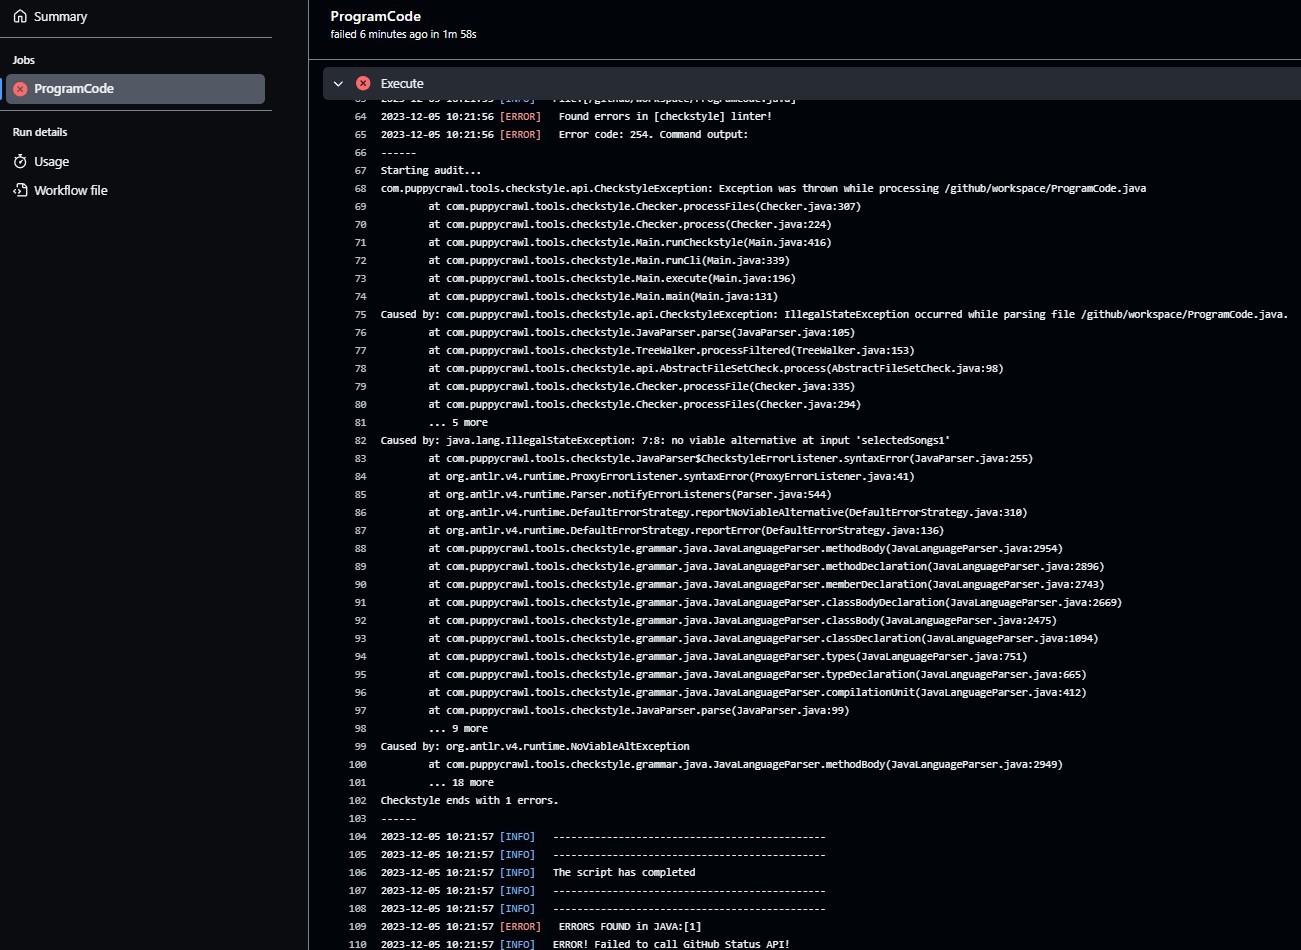 Summary
Jobs
ProgramCode
Run details
Usage
Workflow file
ProgramCode
failed 6 minutes ago in 1m 58s
Execute
63 2023-12-05 10:21:55 [INFO] File:[/github/workspace/ProgramCode.java]
64 2023-12-05 10:21:56 [ERROR] Found errors in [checkstyle] linter!
65 2023-12-05 10:21:56 [ERROR] Error code: 254. Command output:
66 ------
67 Starting audit...
68 com.puppycrawl.tools.checkstyle.api.CheckstyleException: Exception was thrown while processing /github/workspace/ProgramCode.java
69 at com.puppycrawl.tools.checkstyle.Checker.processFiles(Checker.java:307)
70 at com.puppycrawl.tools.checkstyle.Checker.process(Checker.java:224)
71 at com.puppycrawl.tools.checkstyle.Main.runCheckstyle(Main.java:416)
72 at com.puppycrawl.tools.checkstyle.Main.runCli(Main.java:339)
73 at com.puppycrawl.tools.checkstyle.Main.execute(Main.java:196)
74 at com.puppycrawl.tools.checkstyle.Main.main(Main.java:131)
75 Caused by: com.puppycrawl.tools.checkstyle.api.CheckstyleException: IllegalStateException occurred while parsing file /github/workspace/ProgramCode.java.
76 at com.puppycrawl.tools.checkstyle.JavaParser.parse(JavaParser.java:105)
77 at com.puppycrawl.tools.checkstyle.TreeWalker.processFiltered(TreeWalker.java:153)
78 at com.puppycrawl.tools.checkstyle.api.AbstractFileSetCheck.process(AbstractFileSetCheck.java:98)
79 at com.puppycrawl.tools.checkstyle.Checker.processFile(Checker.java:335)
80 at com.puppycrawl.tools.checkstyle.Checker.processFiles(Checker.java:294)
81 ... 5 more
82 Caused by: java.lang.IllegalStateException: 7:8: no viable alternative at input 'selectedSongs1'
83 at com.puppycrawl.tools.checkstyle.JavaParser$CheckstyleErrorListener.syntaxError(JavaParser.java:255)
84 at org.antlr.v4.runtime.ProxyErrorListener.syntaxError(ProxyErrorListener.java:41)
85 at org.antlr.v4.runtime.Parser.notifyErrorListeners(Parser.java:544)
86 at org.antlr.v4.runtime.DefaultErrorStrategy.reportNoViableAlternative(DefaultErrorStrategy.java:310)
87 at org.antlr.v4.runtime.DefaultErrorStrategy.reportError(DefaultErrorStrategy.java:136)
88 at com.puppycrawl.tools.checkstyle.grammar.java.JavaLanguageParser.methodBody(JavaLanguageParser.java:2954)
89 at com.puppycrawl.tools.checkstyle.grammar.java.JavaLanguageParser.methodDeclaration(JavaLanguageParser.java:2896)
90 at com.puppycrawl.tools.checkstyle.grammar.java.JavaLanguageParser.memberDeclaration(JavaLanguageParser.java:2743)
91 at com.puppycrawl.tools.checkstyle.grammar.java.JavaLanguageParser.classBodyDeclaration(JavaLanguageParser.java:2669)
92 at com.puppycrawl.tools.checkstyle.grammar.java.JavaLanguageParser.classBody(JavaLanguageParser.java:2475)
93 at com.puppycrawl.tools.checkstyle.grammar.java.JavaLanguageParser.classDeclaration(JavaLanguageParser.java:1094)
94 at com.puppycrawl.tools.checkstyle.grammar.java.JavaLanguageParser.types(JavaLanguageParser.java:751)
95 at com.puppycrawl.tools.checkstyle.grammar.java.JavaLanguageParser.typeDeclaration(JavaLanguageParser.java:665)
96 at com.puppycrawl.tools.checkstyle.grammar.java.JavaLanguageParser.compilationUnit(JavaLanguageParser.java:412)
97 at com.puppycrawl.tools.checkstyle.JavaParser.parse(JavaParser.java:99)
98 ... 9 more
99 Caused by: org.antlr.v4.runtime.NoViableAltException
100 at com.puppycrawl.tools.checkstyle.grammar.java.JavaLanguageParser.methodBody(JavaLanguageParser.java:2949)
101 ... 18 more
102 Checkstyle ends with 1 errors.
103 ------
104 2023-12-05 10:21:57 [INFO] ----------------------------------------------
105 2023-12-05 10:21:57 [INFO] ----------------------------------------------
106 2023-12-05 10:21:57 [INFO] The script has completed
107 2023-12-05 10:21:57 [INFO] ----------------------------------------------
108 2023-12-05 10:21:57 [INFO] ----------------------------------------------
109 2023-12-05 10:21:57 [ERROR] ERRORS FOUND in JAVA:[1]
110 2023-12-05 10:21:57 [INFO] ERROR! Failed to call GitHub Status API!